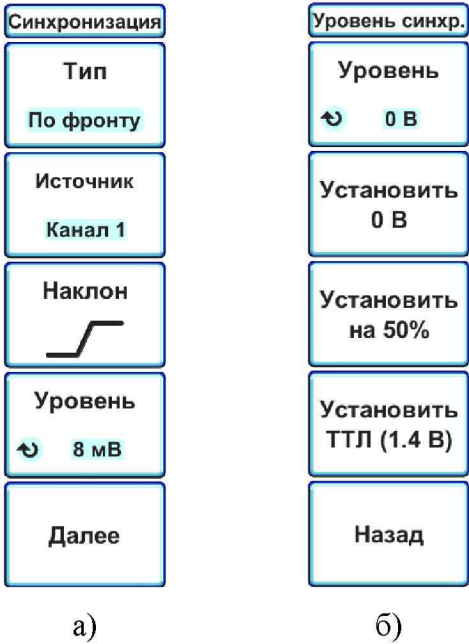 Синхронизация
Тип
По фронту
Источник
Канал 1
Наклон
Уровень
8 мВ
Далее
а)
Уровень синхр.
Уровень
0 В
Установить
0 В
Установить
на 50%
Установить
ТТЛ (1.4 В)
Назад
б)